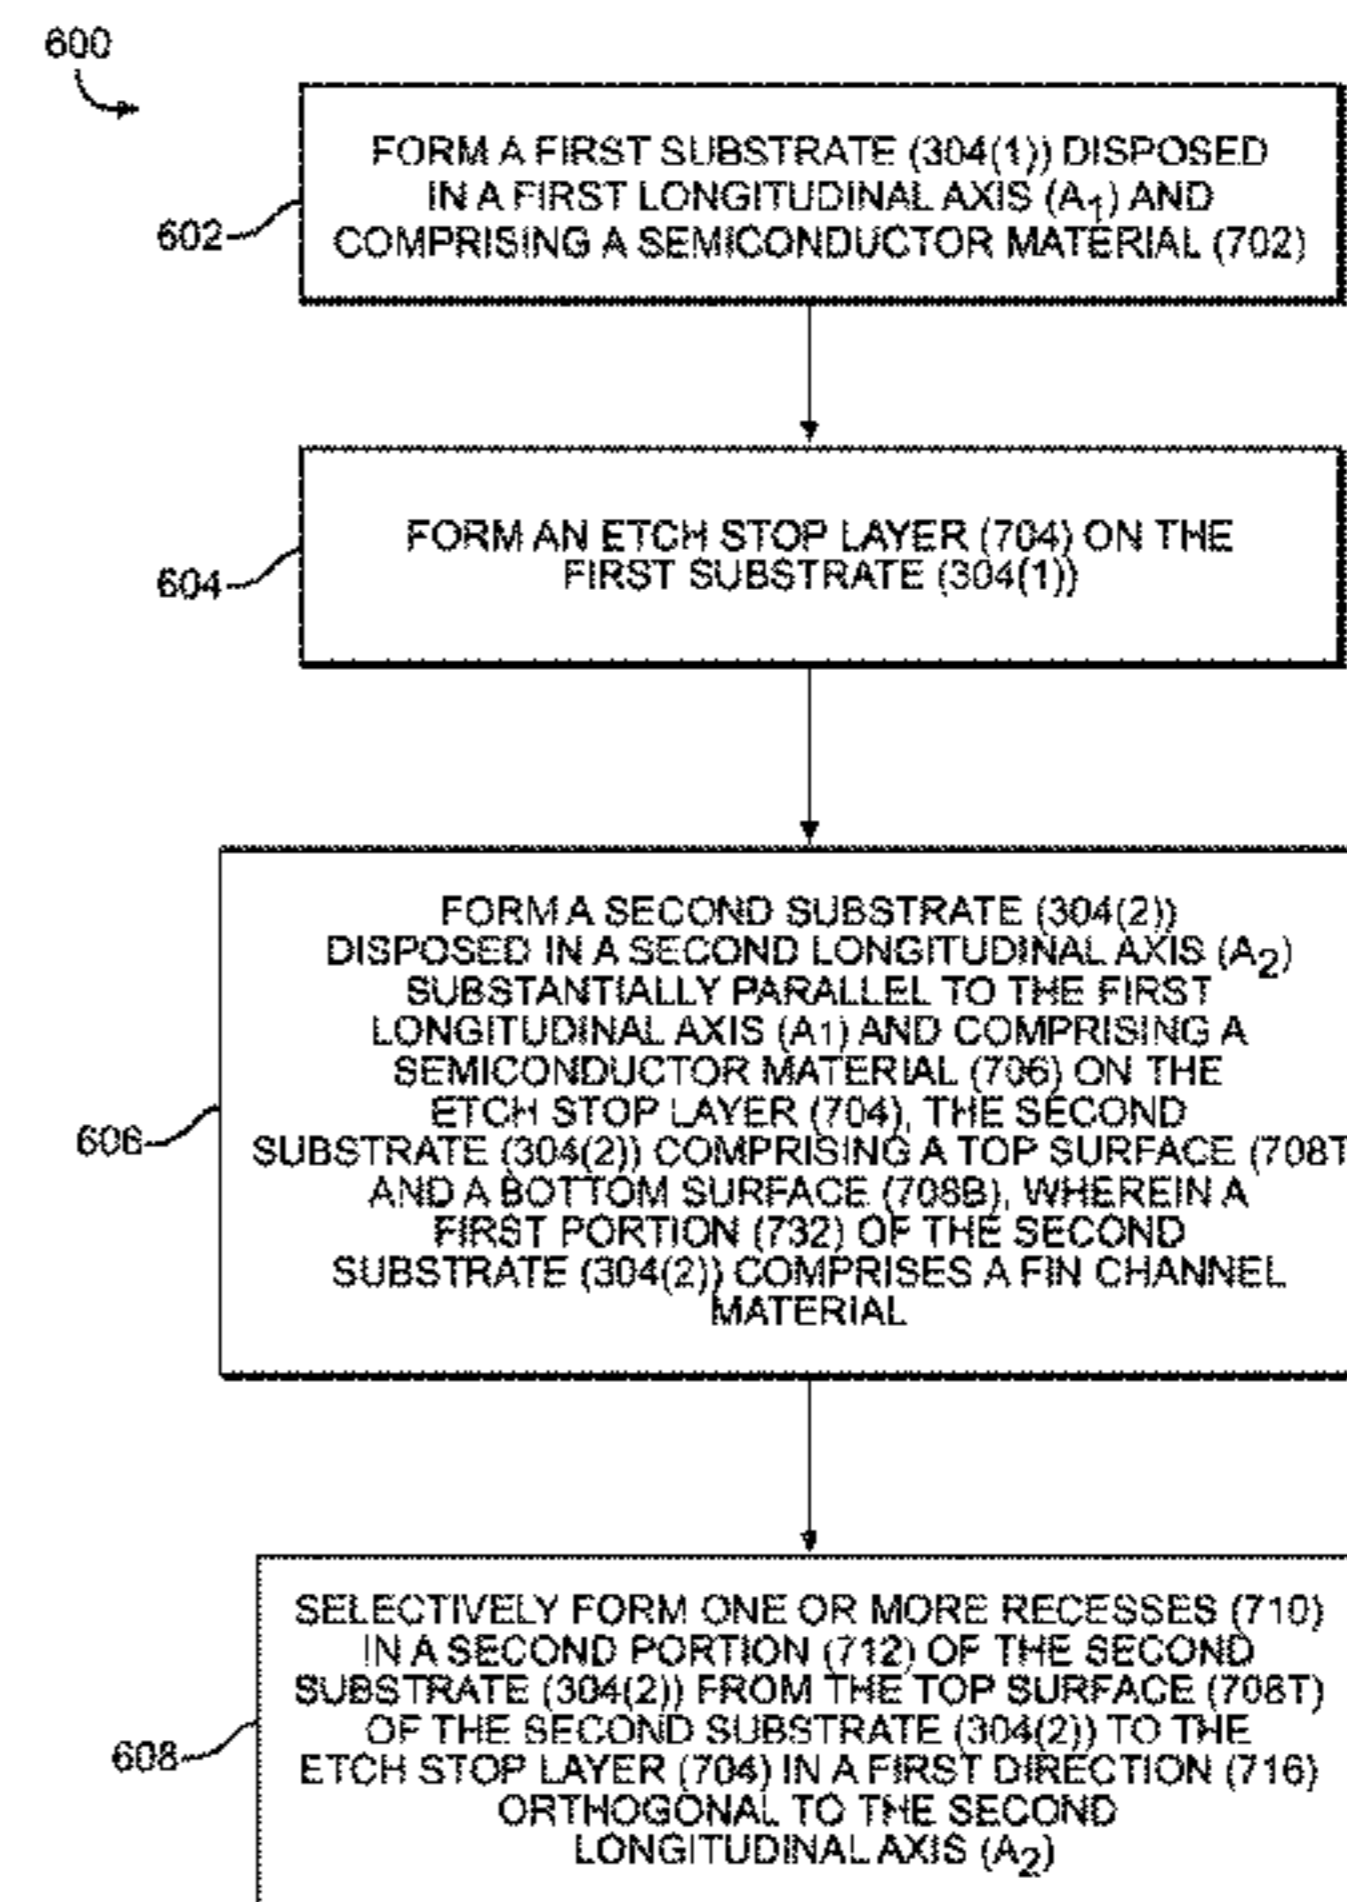 600
602
FORM A FIRST SUBSTRATE (304(1)) DISPOSED
IN A FIRST LONGITUDINAL AXIS (A1) AND
COMPRISING A SEMICONDUCTOR MATERIAL (702)
604
FORM AN ETCH STOP LAYER (704) ON THE
FIRST SUBSTRATE (304(1))
606
FORM A SECOND SUBSTRATE (304(2))
DISPOSED IN A SECOND LONGITUDINAL AXIS (A2)
SUBSTANTIALLY PARALLEL TO THE FIRST
LONGITUDINAL AXIS (A1) AND COMPRISING A
SEMICONDUCTOR MATERIAL (706) ON THE
ETCH STOP LAYER (704), THE SECOND
SUBSTRATE (304(2)) COMPRISING A TOP SURFACE (708T
AND A BOTTOM SURFACE (708B), WHEREIN A
FIRST PORTION (732) OF THE SECOND
SUBSTRATE (304(2)) COMPRISES A FIN CHANNEL
MATERIAL
608
SELECTIVELY FORM ONE OR MORE RECESSES (710)
IN A SECOND PORTION (712) OF THE SECOND
SUBSTRATE (304(2)) FROM THE TOP SURFACE (708T)
OF THE SECOND SUBSTRATE (304(2)) TO THE
ETCH STOP LAYER (704) IN A FIRST DIRECTION (716)
ORTHOGONAL TO THE SECOND
LONGITUDINAL AXIS (A2)